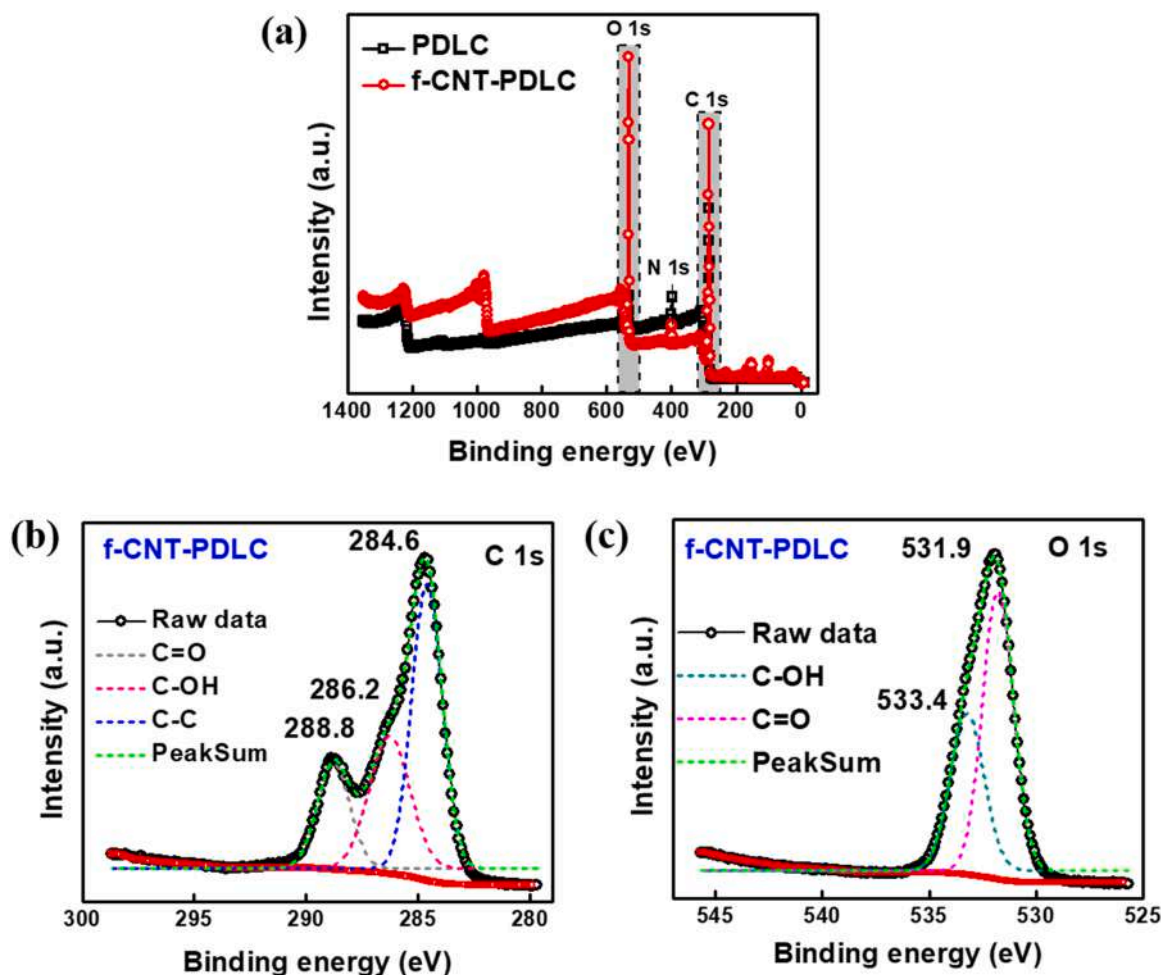 (a)
PDLC
f-CNT-PDLC
O 1s
C 1s
N 1s
Intensity (a.u.)
1400 1200 1000 800 600 400 200 0
Binding energy (eV)
(b)
f-CNT-PDLC
284.6
C 1s
Raw data
C=O
C-OH
C-C
PeakSum
286.2
288.8
Intensity (a.u.)
300 295 290 285 280
Binding energy (eV)
(c)
f-CNT-PDLC
531.9
O 1s
Raw data
C-OH
C=O
PeakSum
533.4
Intensity (a.u.)
545 540 535 530 525
Binding energy (eV)